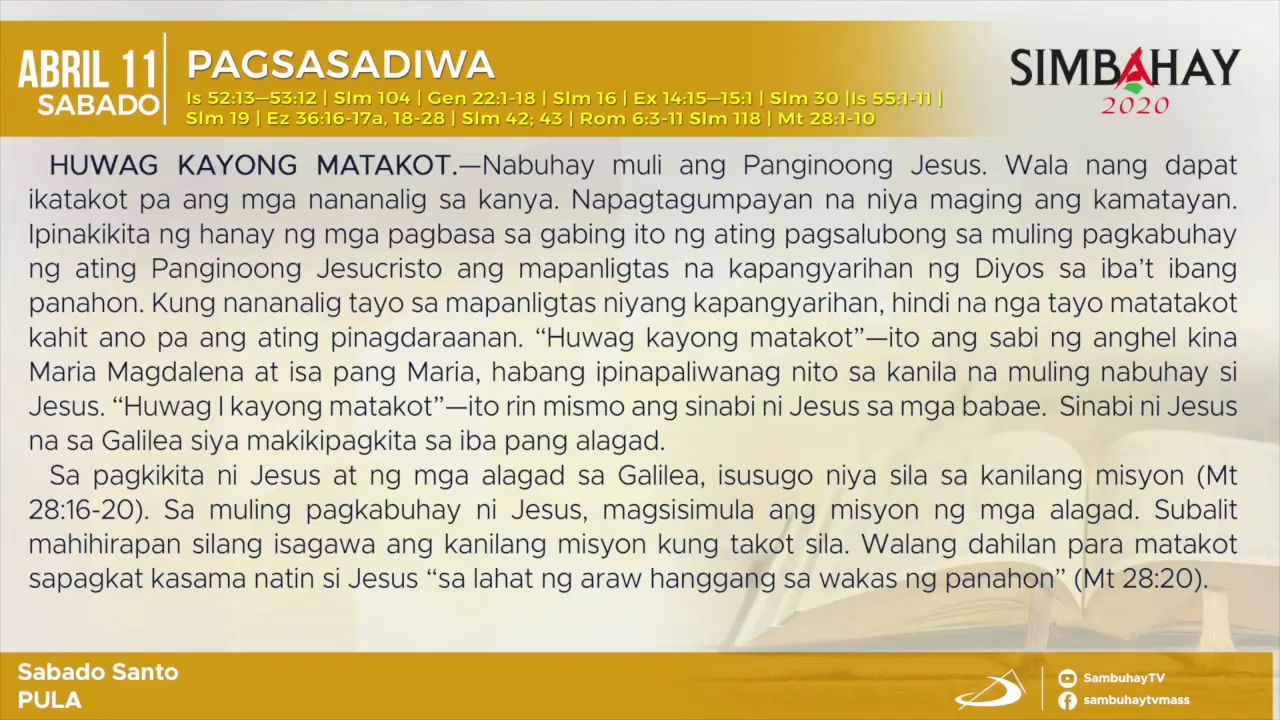 ABRIL 11
SABADO
PAGSASADIWA
Is 52:13—53:12 | Slm 104 | Gen 22:1-18 | Slm 16 | Ex 14:15—15:1 | Slm 30 |Is 55:1-11 |
Slm 19 | Ez 36:16-17a, 18-28 | Slm 42; 43 | Rom 6:3-11 Slm 118 | Mt 28:1-10
SIMBAHAY
2020
HUWAG KAYONG MATAKOT.—Nabuhay muli ang Panginoong Jesus. Wala nang dapat
ikatakot pa ang mga nananalig sa kanya. Napagtagumpayan na niya maging ang kamatayan.
Ipinakikita ng hanay ng mga pagbasa sa gabing ito ng ating pagsalubong sa muling pagkabuhay
ng ating Panginoong Jesucristo ang mapanligtas na kapangyarihan ng Diyos sa iba’t ibang
panahon. Kung nananalig tayo sa mapanligtas niyang kapangyarihan, hindi na nga tayo matatakot
kahit ano pa ang ating pinagdaraanan. “Huwag kayong matakot”—ito ang sabi ng anghel kina
Maria Magdalena at isa pang Maria, habang ipinapaliwanag nito sa kanila na muling nabuhay si
Jesus. “Huwag I kayong matakot”—ito rin mismo ang sinabi ni Jesus sa mga babae. Sinabi ni Jesus
na sa Galilea siya makikipagkita sa iba pang alagad.
Sa pagkikita ni Jesus at ng mga alagad sa Galilea, isusugo niya sila sa kanilang misyon (Mt
28:16-20). Sa muling pagkabuhay ni Jesus, magsisimula ang misyon ng mga alagad. Subalit
mahihirapan silang isagawa ang kanilang misyon kung takot sila. Walang dahilan para matakot
sapagkat kasama natin si Jesus “sa lahat ng araw hanggang sa wakas ng panahon” (Mt 28:20).
Sabado Santo
PULA
SambuhayTV
sambuhaytvmass